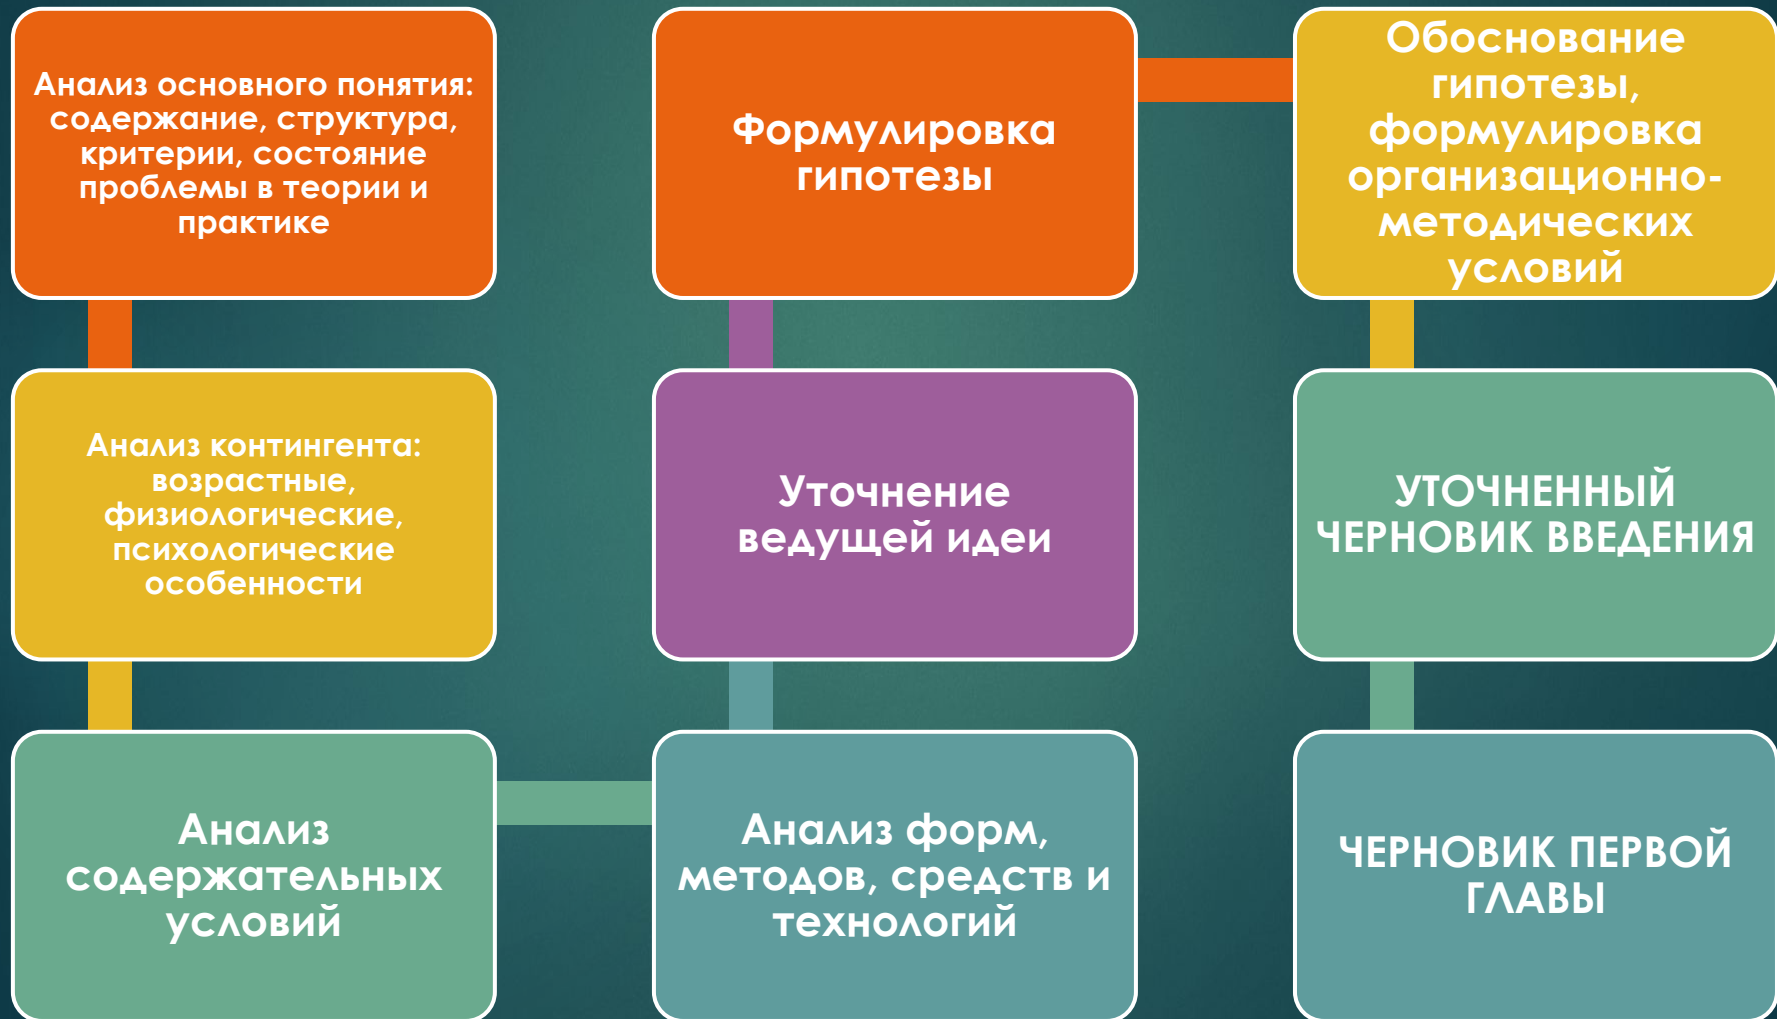 Анализ основного понятия:
содержание, структура,
критерии, состояние
проблемы в теории и
практике
Анализ контингента:
возрастные,
физиологические,
психологические
особенности
Анализ
содержательных
условий
Анализ форм,
методов, средств и
технологий
Уточнение
ведущей идеи
Формулировка
гипотезы
Обоснование
гипотезы,
формулировка
организационно-
методических
условий
УТОЧНЕННЫЙ
ЧЕРНОВИК ВВЕДЕНИЯ
ЧЕРНОВИК ПЕРВОЙ
ГЛАВЫ